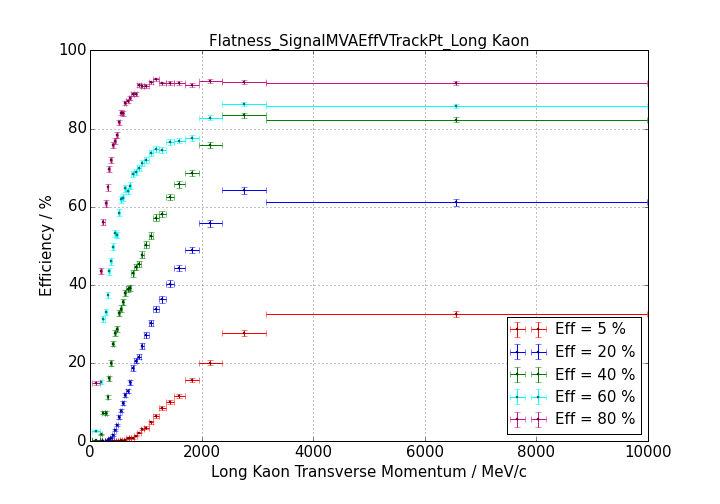 Flatness_SignalMVAEffVTrackPt_Long Kaon
100
80
60
40
20
0
Efficiency / %
0 2000 4000 6000 8000 10000
Long Kaon Transverse Momentum / MeV/c
Eff = 5 %
Eff = 20 %
Eff = 40 %
Eff = 60 %
Eff = 80 %